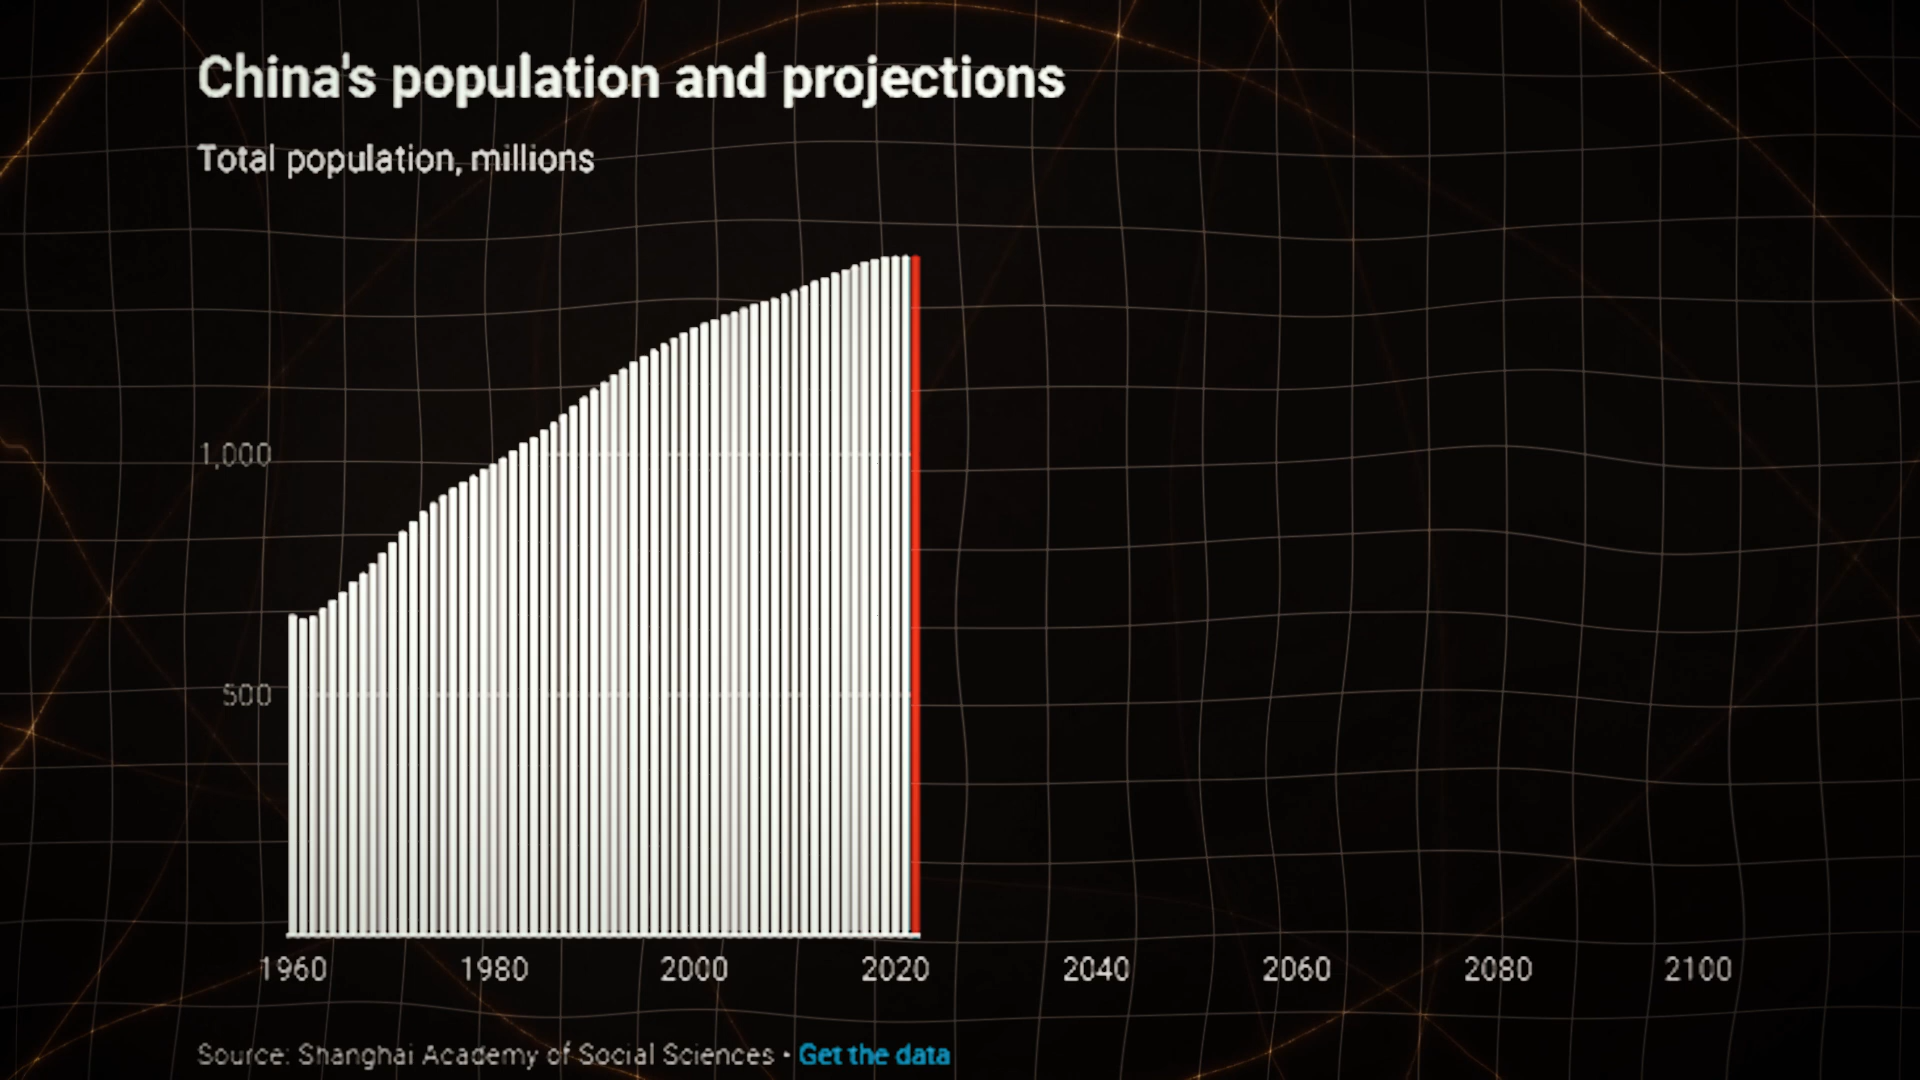 China's population and projections
Total population, millions
1,000
500
1960 1980 2000 2020 2040 2060 2080 2100
Source: Shanghai Academy of Social Sciences • Get the data